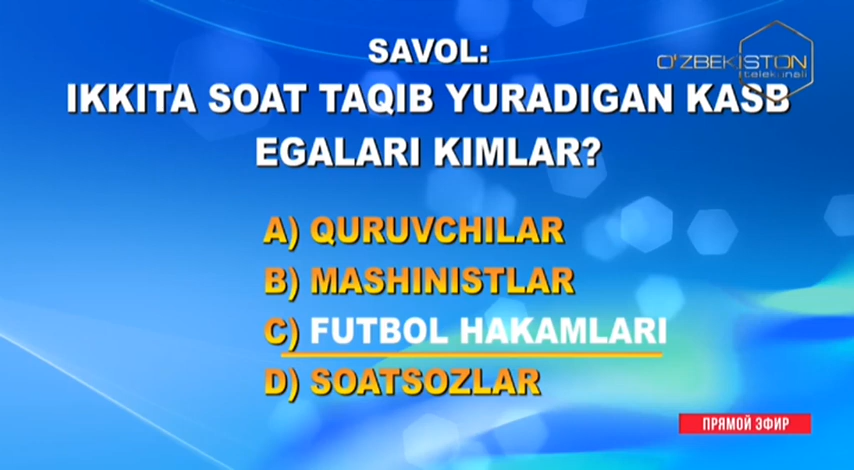 SAVOL:
O'ZBEKISTON
telekanali
IKKITA SOAT TAQIB YURADIGAN KASB
EGALARI KIMLAR?
A) QURUVCHILAR
B) MASHINISTLAR
C) FUTBOL HAKAMLARI
D) SOATSOZLAR
ПРЯМОЙ ЭФИР